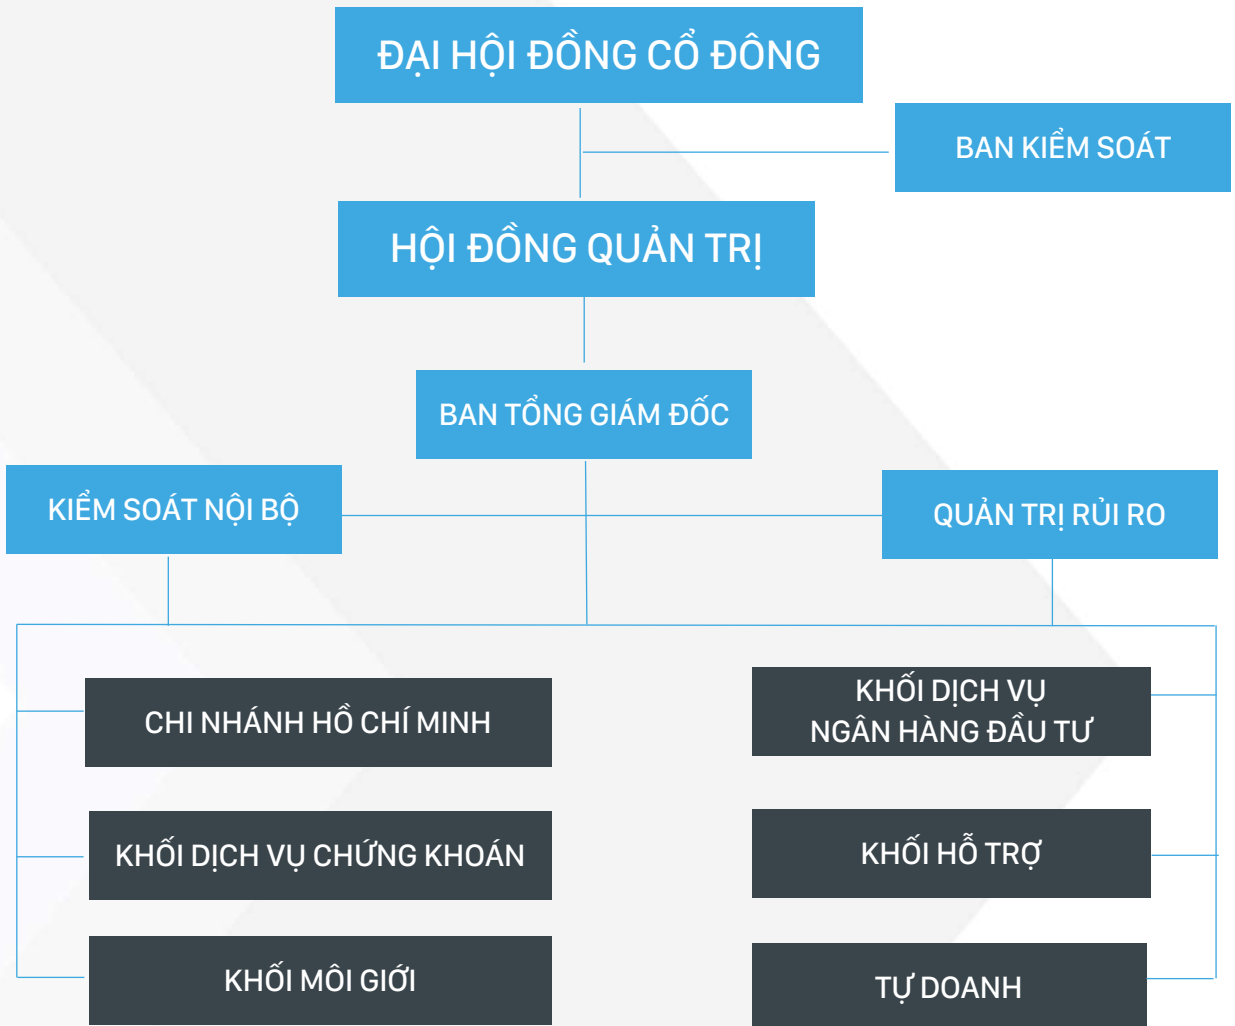 ĐẠI HỘI ĐỒNG CỔ ĐÔNG
BAN KIỂM SOÁT
HỘI ĐỒNG QUẢN TRỊ
BAN TỔNG GIÁM ĐỐC
KIỂM SOÁT NỘI BỘ
QUẢN TRỊ RỦI RO
CHI NHÁNH HỒ CHÍ MINH
KHỐI DỊCH VỤ
NGÂN HÀNG ĐẦU TƯ
KHỐI DỊCH VỤ CHỨNG KHOÁN
KHỐI HỖ TRỢ
KHỐI MÔI GIỚI
TỰ DOANH